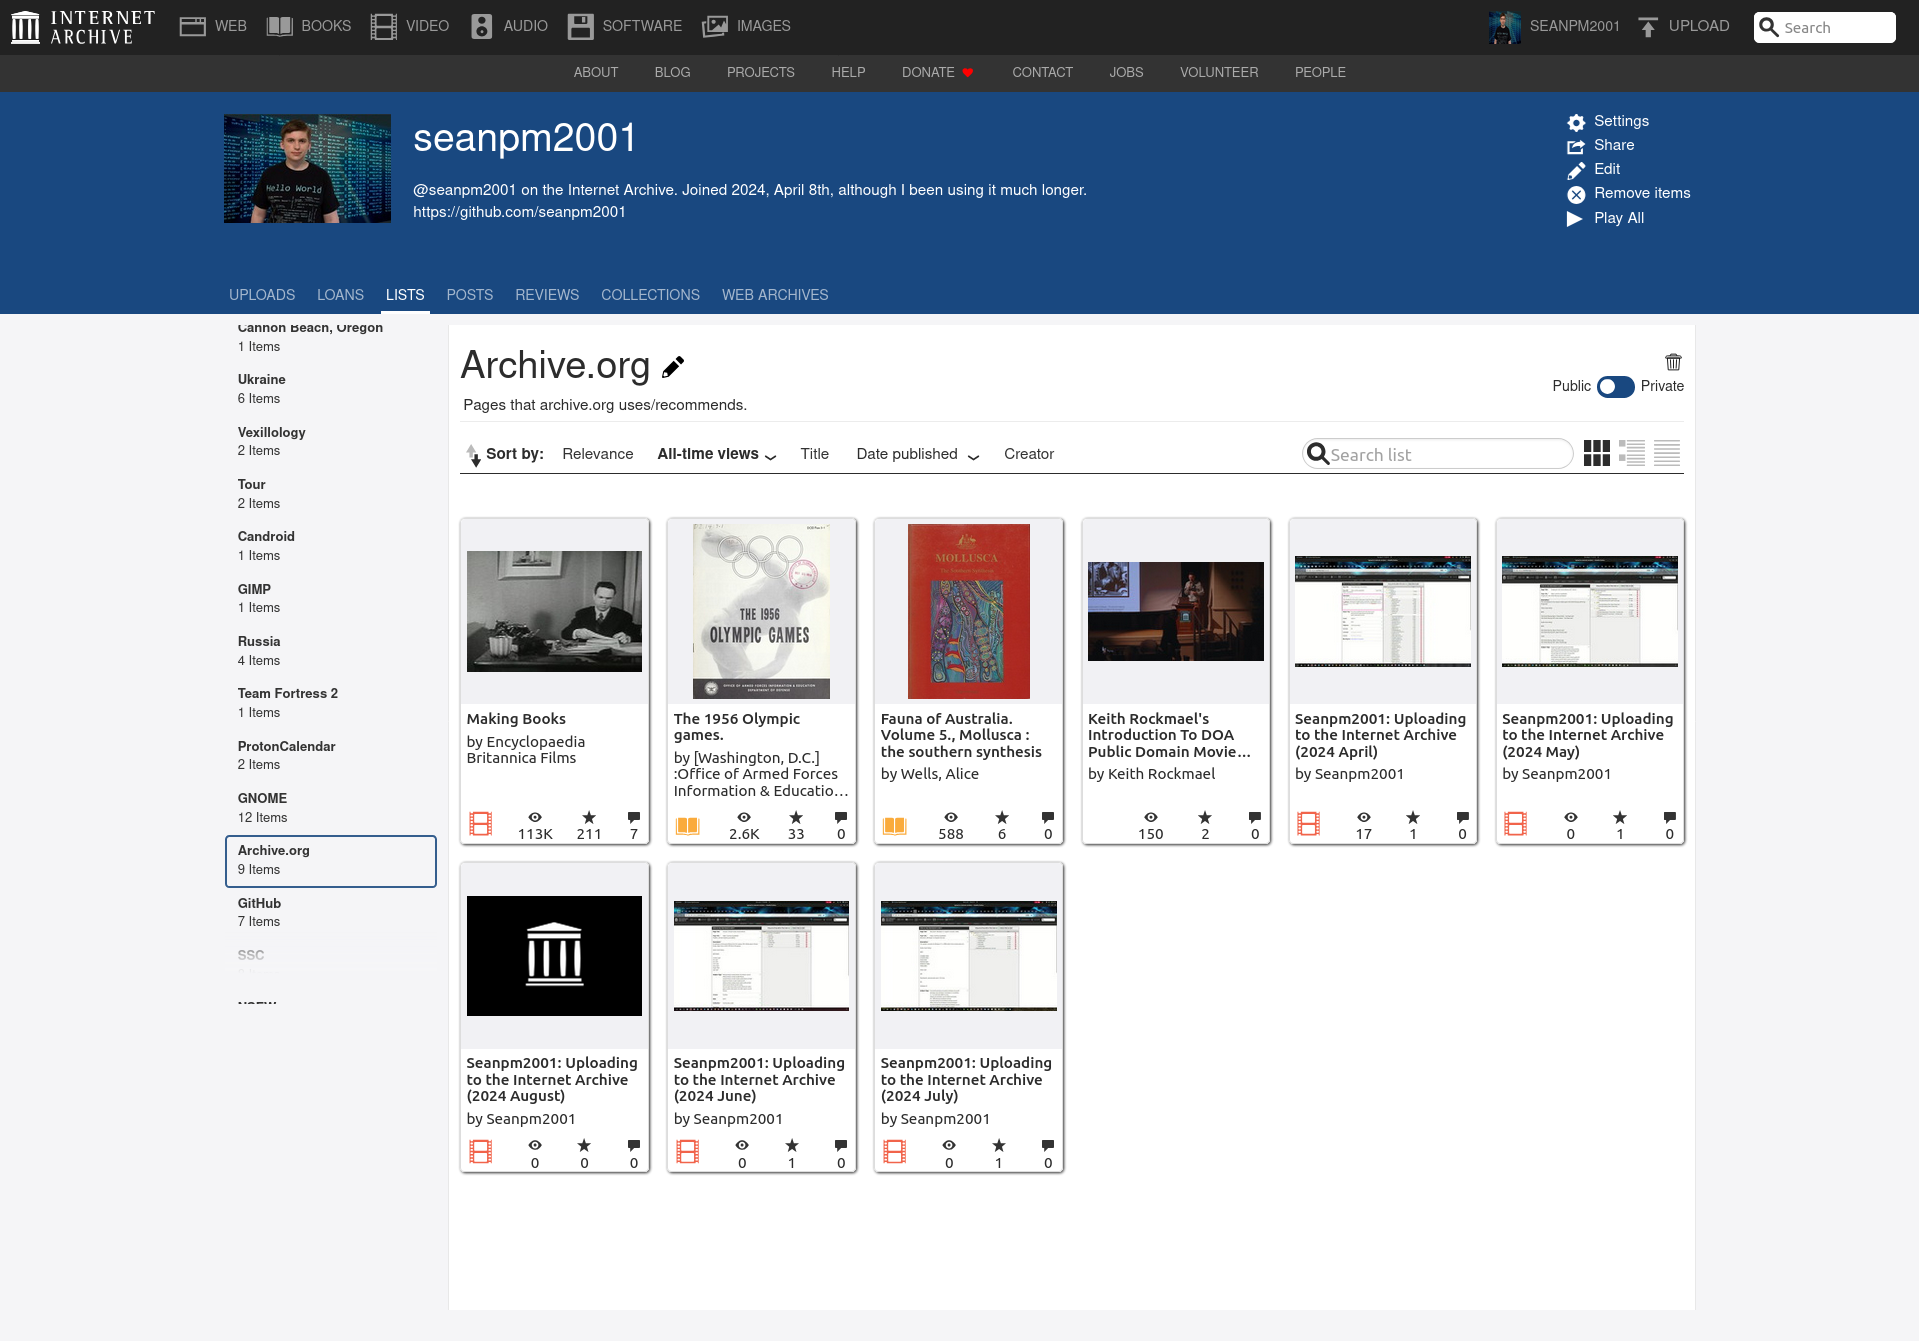 INTERNET
ARCHIVE
WEB
BOOKS
VIDEO
AUDIO
SOFTWARE
IMAGES
SEANPM2001
UPLOAD
Search
ABOUT
BLOG
PROJECTS
HELP
DONATE
CONTACT
JOBS
VOLUNTEER
PEOPLE
Hello World
seanpm2001
@seanpm2001 on the Internet Archive. Joined 2024, April 8th, although I been using it much longer.
https://github.com/seanpm2001
Settings
Share
Edit
Remove items
Play All
UPLOADS
LOANS
LISTS
POSTS
REVIEWS
COLLECTIONS
WEB ARCHIVES
Cannon Beach, Oregon
1 Items
Ukraine
6 Items
Vexillology
2 Items
Tour
2 Items
Candroid
1 Items
GIMP
1 Items
Russia
4 Items
Team Fortress 2
1 Items
ProtonCalendar
2 Items
GNOME
12 Items
Archive.org
9 Items
GitHub
7 Items
SSC
Archive.org
Pages that archive.org uses/recommends.
Public
Private
Sort by:
Relevance
All-time views
Title
Date published
Creator
Search list
THE 1956
OLYMPIC GAMES
OFFICE OF ARMED FORCES INFORMATION & EDUCATION
DEPARTMENT OF DEFENSE
MOLLUSCA
The Southern Synthesis
Making Books
by Encyclopaedia
Britannica Films
113K
211
7
The 1956 Olympic
games.
by [Washington, D.C.]
:Office of Armed Forces
Information & Educatio…
2.6K
33
0
Fauna of Australia.
Volume 5., Mollusca :
the southern synthesis
by Wells, Alice
588
6
0
Keith Rockmael's
Introduction To DOA
Public Domain Movie…
by Keith Rockmael
150
2
0
Seanpm2001: Uploading
to the Internet Archive
(2024 April)
by Seanpm2001
17
1
0
Seanpm2001: Uploading
to the Internet Archive
(2024 May)
by Seanpm2001
0
1
0
Seanpm2001: Uploading
to the Internet Archive
(2024 August)
by Seanpm2001
0
0
0
Seanpm2001: Uploading
to the Internet Archive
(2024 June)
by Seanpm2001
0
1
0
Seanpm2001: Uploading
to the Internet Archive
(2024 July)
by Seanpm2001
0
1
0